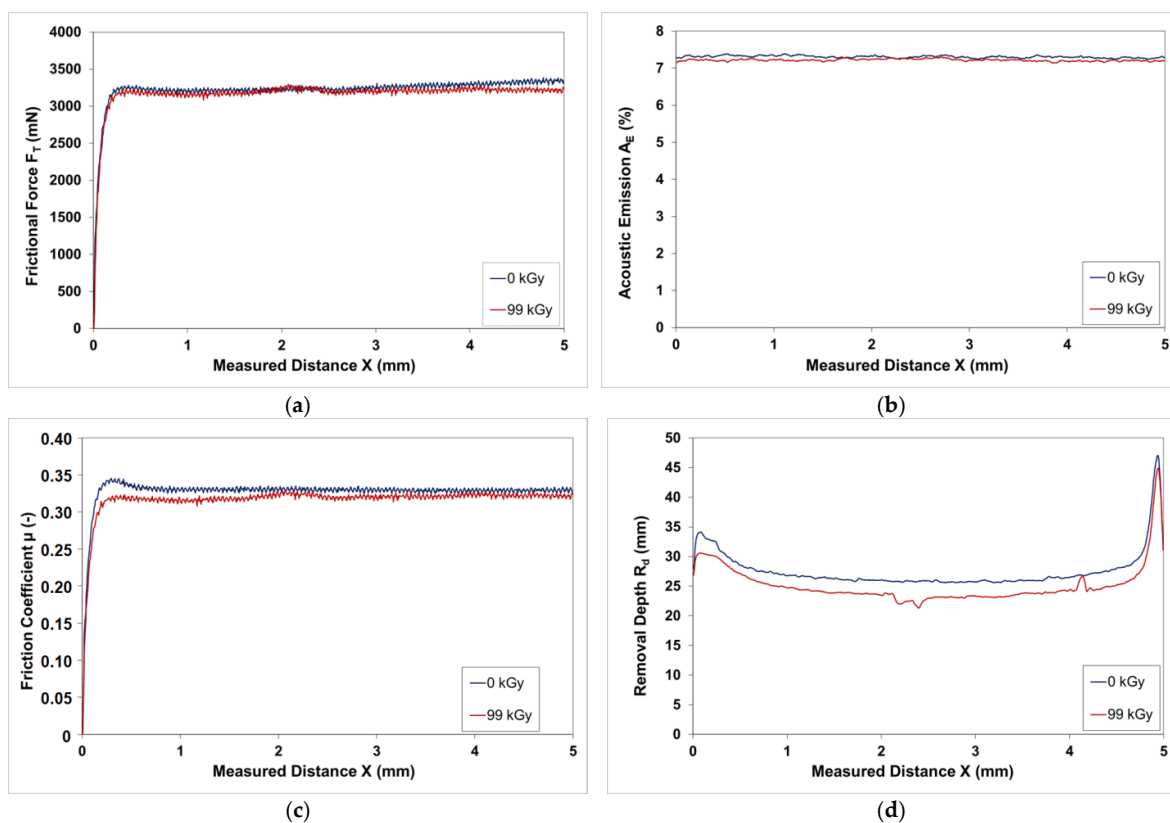 4000
3500
3000
2500
2000
1500
1000
500
0
Frictional Force F_T (mN)
0 1 2 3 4 5
Measured Distance X (mm)
0 kGy
99 kGy
(a)
8
7
6
5
4
3
2
1
0
Acoustic Emission A_E (%)
0 1 2 3 4 5
Measured Distance X (mm)
0 kGy
99 kGy
(b)
0.40
0.35
0.30
0.25
0.20
0.15
0.10
0.05
0
Friction Coefficient µ (-)
0 1 2 3 4 5
Measured Distance X (mm)
0 kGy
99 kGy
(c)
50
45
40
35
30
25
20
15
10
5
0
Removal Depth R_d (mm)
0 1 2 3 4 5
Measured Distance X (mm)
0 kGy
99 kGy
(d)